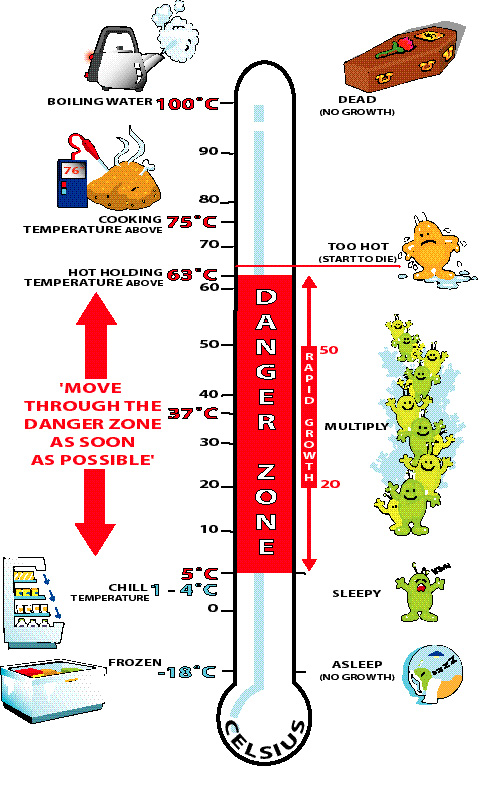 BOILING WATER 100°C
DEAD
(NO GROWTH)
90
76
80
COOKING
TEMPERATURE ABOVE 75°C
70
TOO HOT
(START TO DIE)
HOT HOLDING
TEMPERATURE ABOVE 63°C
60
DANGER ZONE
RAPID GROWTH
50
50
'MOVE
THROUGH THE
DANGER ZONE
AS SOON
AS POSSIBLE'
40
37°C
MULTIPLY
30
20
20
10
5°C
CHILL
TEMPERATURE 1 - 4°C
SLEEPY
0
FROZEN -18°C
ASLEEP
(NO GROWTH)
zzzz
CELSIUS